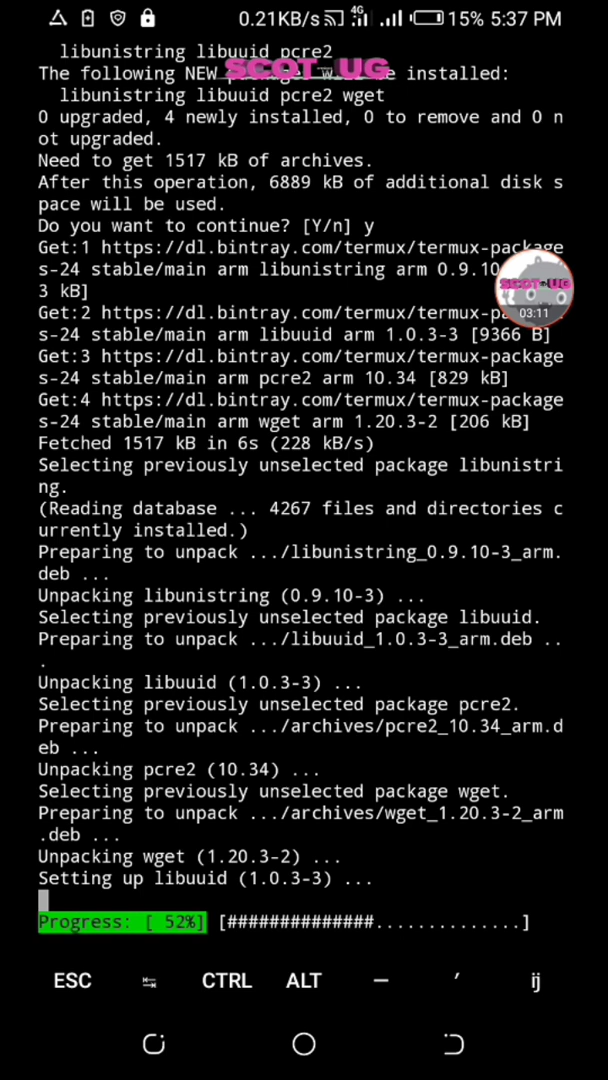 0.21KB/s 4G 15% 5:37 PM
libunistring libuuid pcre2
SCOT UG
The following NEW installed:
libunistring libuuid pcre2 wget
0 upgraded, 4 newly installed, 0 to remove and 0 n
ot upgraded.
Need to get 1517 kB of archives.
After this operation, 6889 kB of additional disk s
pace will be used.
Do you want to continue? [Y/n] y
Get:1 https://dl.bintray.com/termux/termux-package
s-24 stable/main arm libunistring arm 0.9.10
3 kB]
SCOT UG
03:11
Get:2 https://dl.bintray.com/termux/termux-p
s-24 stable/main arm libuuid arm 1.0.3-3 [9366 B]
Get:3 https://dl.bintray.com/termux/termux-package
s-24 stable/main arm pcre2 arm 10.34 [829 kB]
Get:4 https://dl.bintray.com/termux/termux-package
s-24 stable/main arm wget arm 1.20.3-2 [206 kB]
Fetched 1517 kB in 6s (228 kB/s)
Selecting previously unselected package libunistri
ng.
(Reading database ... 4267 files and directories c
urrently installed.)
Preparing to unpack .../libunistring_0.9.10-3_arm.
deb ...
Unpacking libunistring (0.9.10-3) ...
Selecting previously unselected package libuuid.
Preparing to unpack .../libuuid_1.0.3-3_arm.deb ..
.
Unpacking libuuid (1.0.3-3) ...
Selecting previously unselected package pcre2.
Preparing to unpack .../archives/pcre2_10.34_arm.d
eb ...
Unpacking pcre2 (10.34) ...
Selecting previously unselected package wget.
Preparing to unpack .../archives/wget_1.20.3-2_arm
.deb ...
Unpacking wget (1.20.3-2) ...
Setting up libuuid (1.0.3-3) ...
Progress: [ 52%] [##############..............]
ESC CTRL ALT — ′ ij